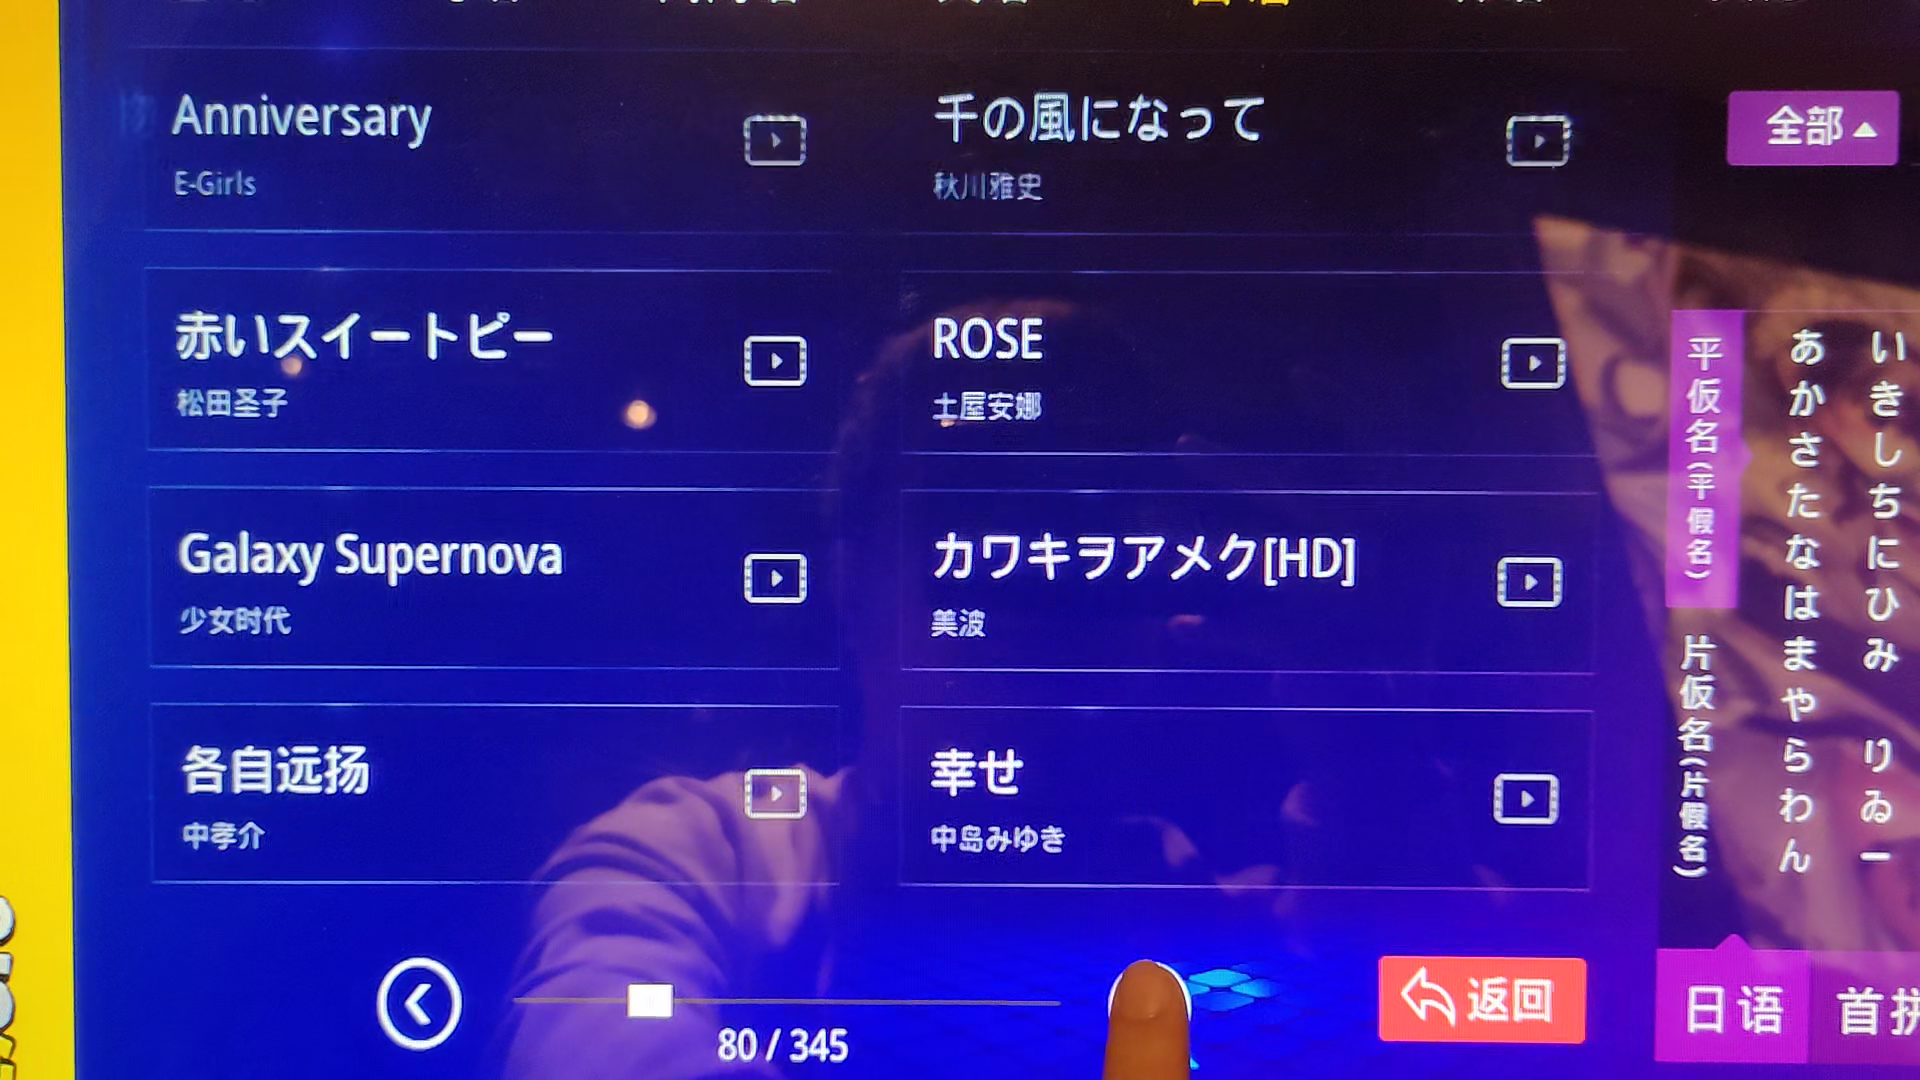 Anniversary
E-Girls
千の風になって
秋川雅史
全部
赤いスイートピー
松田圣子
ROSE
土屋安娜
Galaxy Supernova
少女时代
カワキヲアメク[HD]
美波
各自远扬
中孝介
幸せ
中岛みゆき
80 / 345
返回
平仮名(平假名)
片仮名(片假名)
あかさたなはまやらわん
いきしちにひみ りゐー
日语
首拼